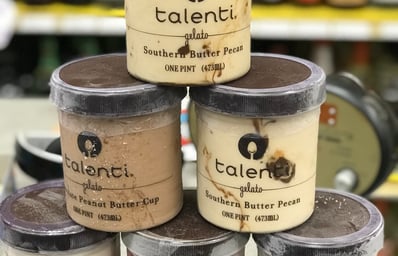 talenti.
gelato
Southern Butter Pecan
ONE PINT (473mL)
talenti.
gelato
Peanut Butter Cup
ONE PINT (473mL)
talenti.
gelato
Southern Butter Pecan
ONE PINT (473mL)